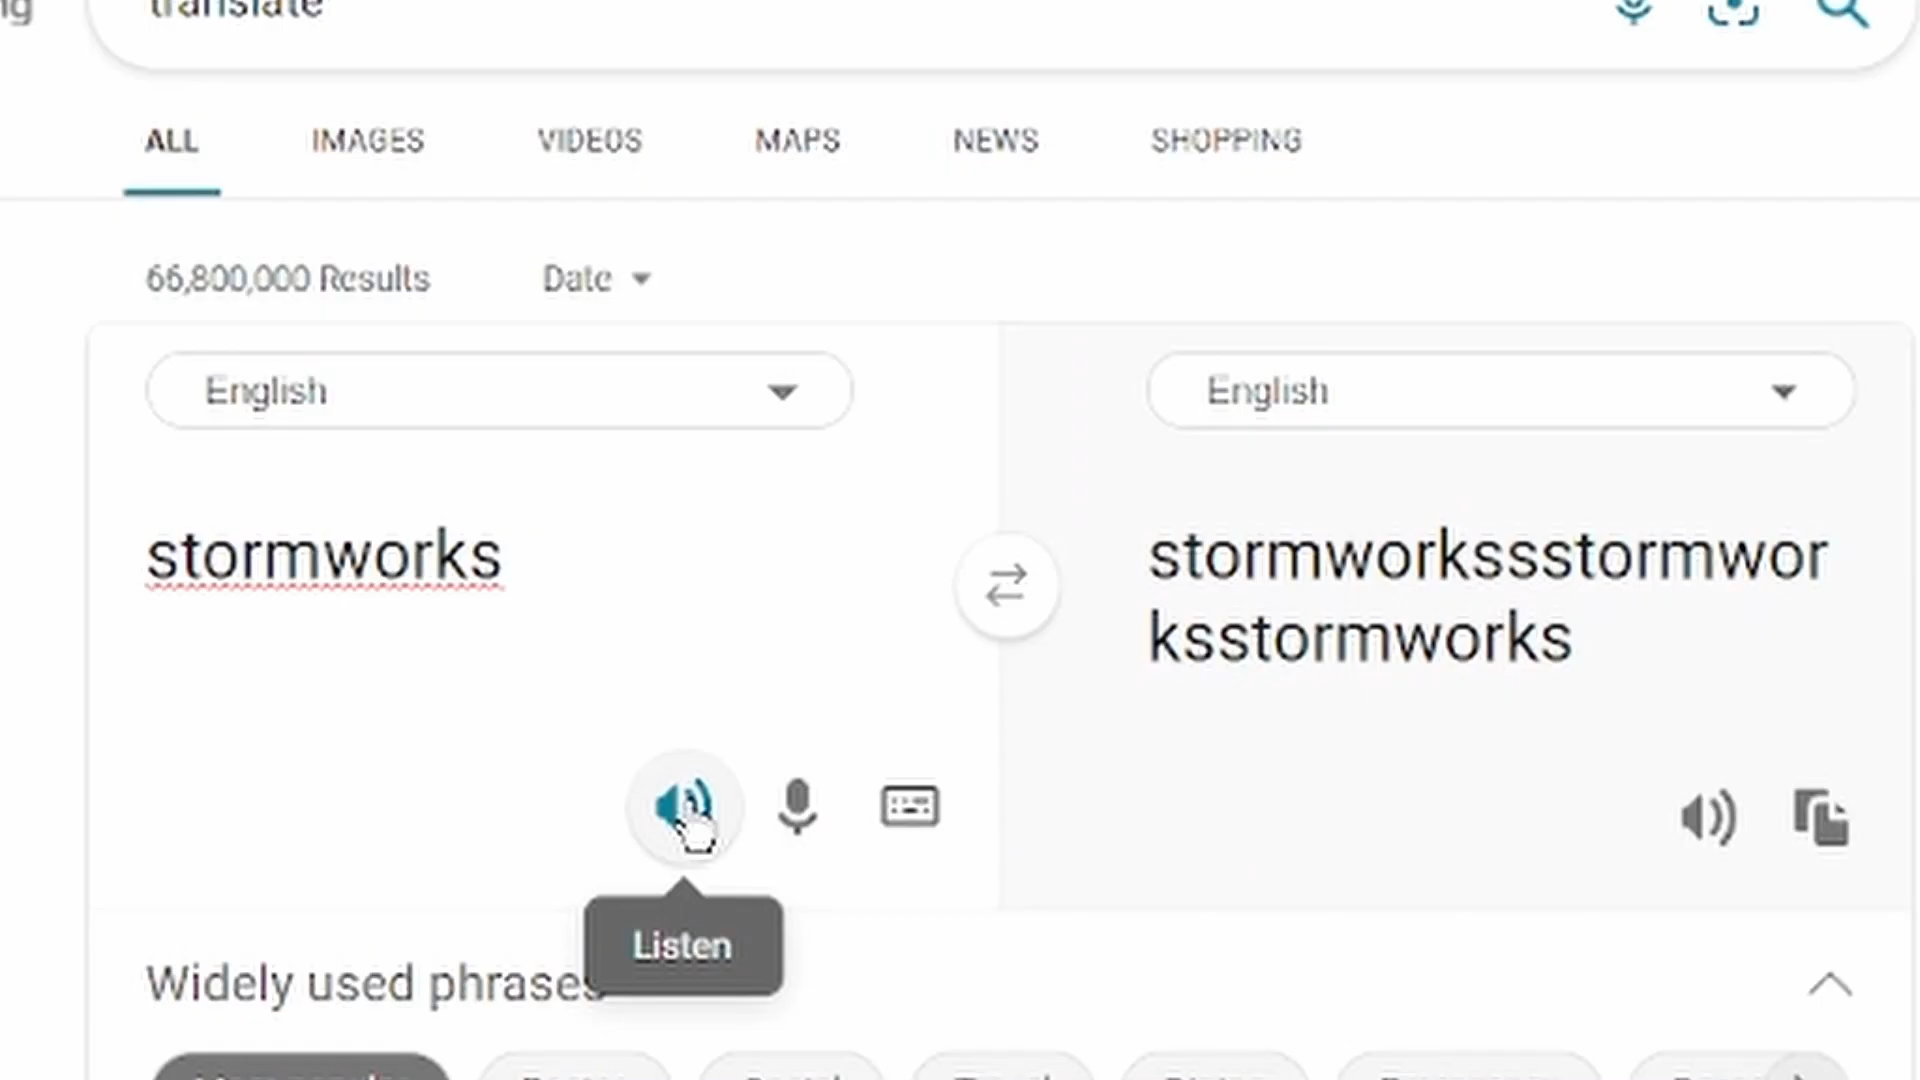 translate
ALL IMAGES VIDEOS MAPS NEWS SHOPPING
66,800,000 Results Date
English English
stormworks
stormworkssstormwor
ksstormworks
Listen
Widely used phrases